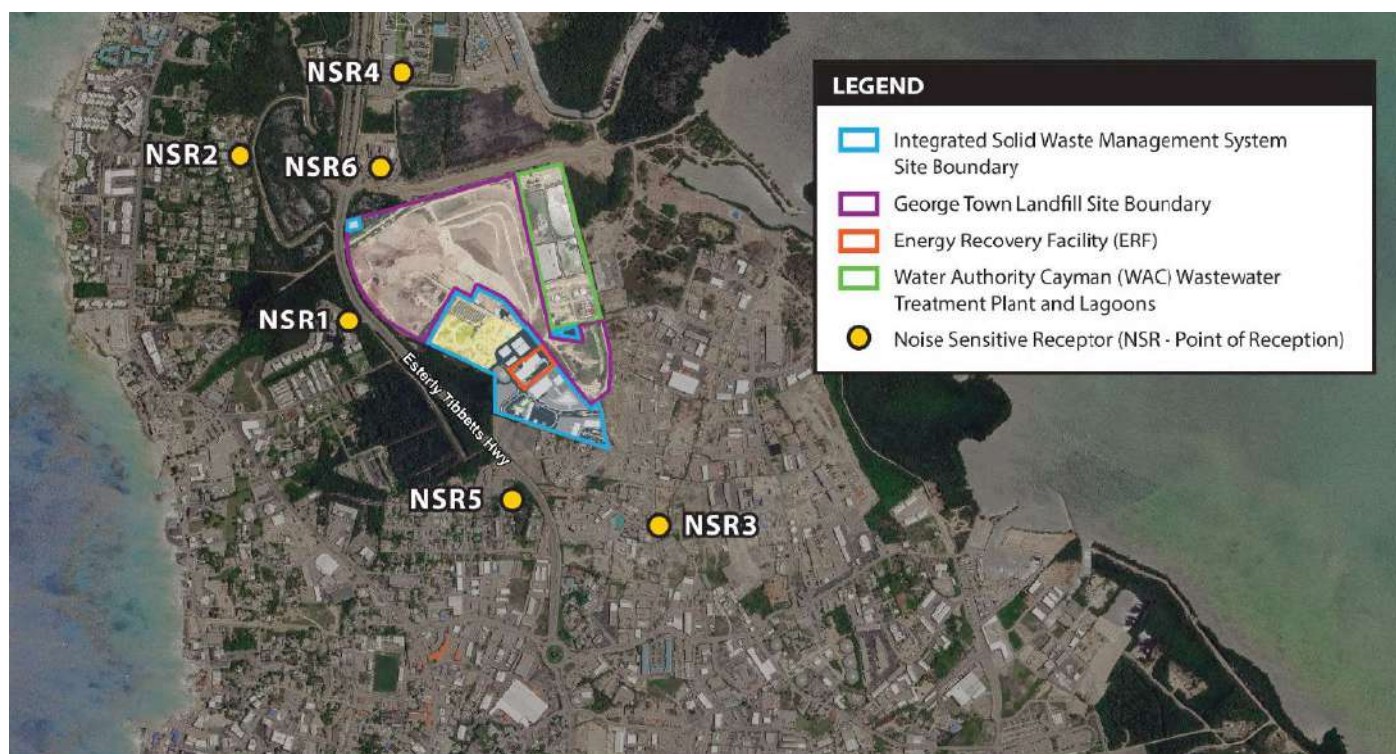 NSR4
NSR2
NSR6
NSR1
Esterly Tibbetts Hwy
NSR5
NSR3
LEGEND
Integrated Solid Waste Management System
Site Boundary
George Town Landfill Site Boundary
Energy Recovery Facility (ERF)
Water Authority Cayman (WAC) Wastewater
Treatment Plant and Lagoons
Noise Sensitive Receptor (NSR - Point of Reception)